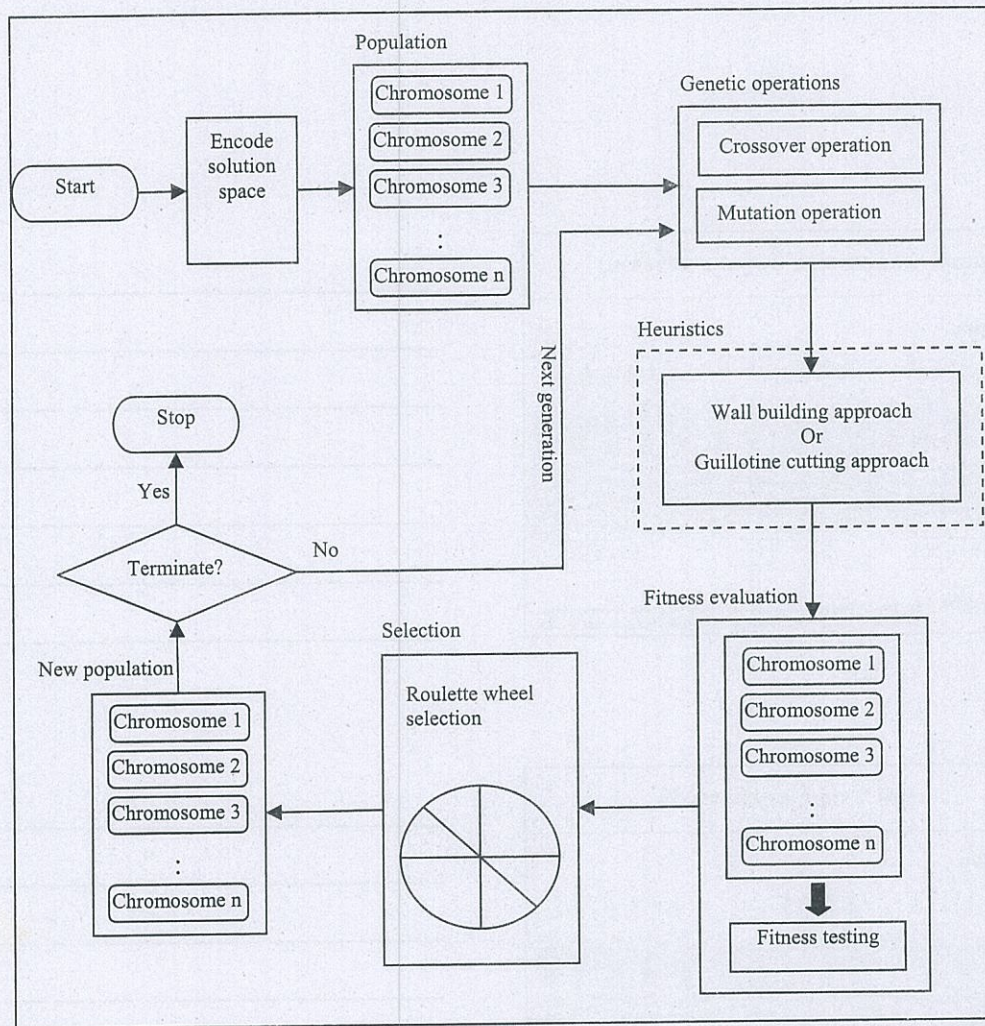 Population
Chromosome 1
Chromosome 2
Chromosome 3
:
Chromosome n
Start
Encode
solution
space
Genetic operations
Crossover operation
Mutation operation
Heuristics
Wall building approach
Or
Guillotine cutting approach
Next generation
Stop
Yes
Terminate?
No
Fitness evaluation
Chromosome 1
Chromosome 2
Chromosome 3
.
Chromosome n
Fitness testing
Selection
Roulette wheel
selection
New population
Chromosome 1
Chromosome 2
Chromosome 3
:
Chromosome n